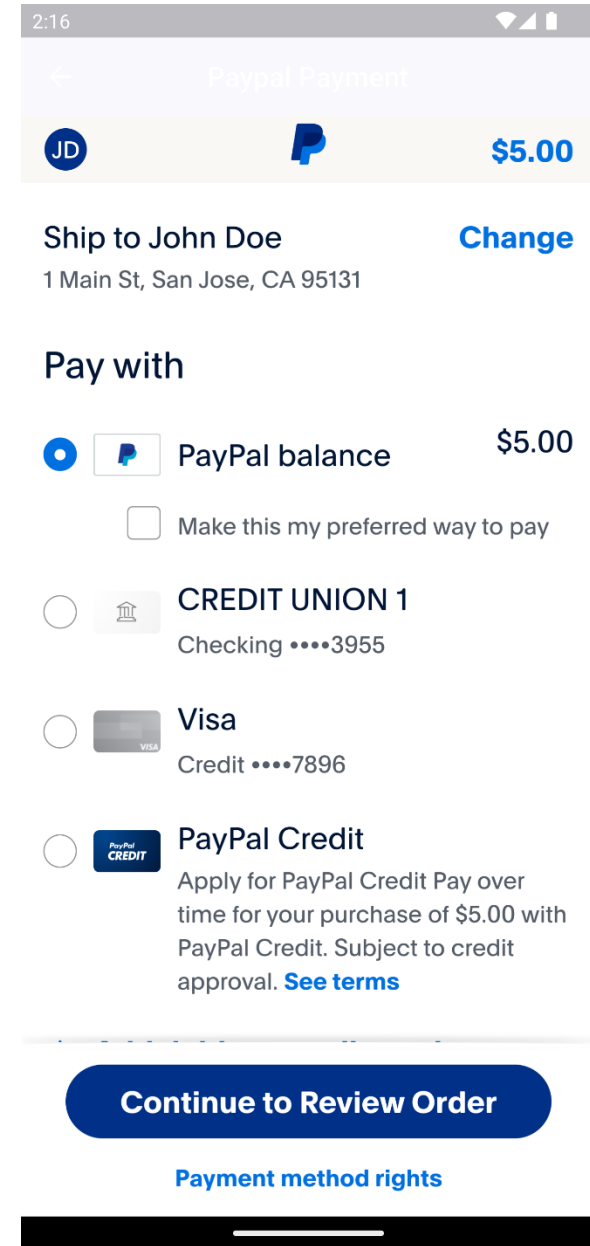 2:16
Paypal Payment
JD
$5.00
Ship to John Doe
Change
1 Main St, San Jose, CA 95131
Pay with
PayPal balance
$5.00
Make this my preferred way to pay
CREDIT UNION 1
Checking ••••3955
VISA
Visa
Credit ••••7896
PayPal
CREDIT
PayPal Credit
Apply for PayPal Credit Pay over
time for your purchase of $5.00 with
PayPal Credit. Subject to credit
approval. See terms
Continue to Review Order
Payment method rights